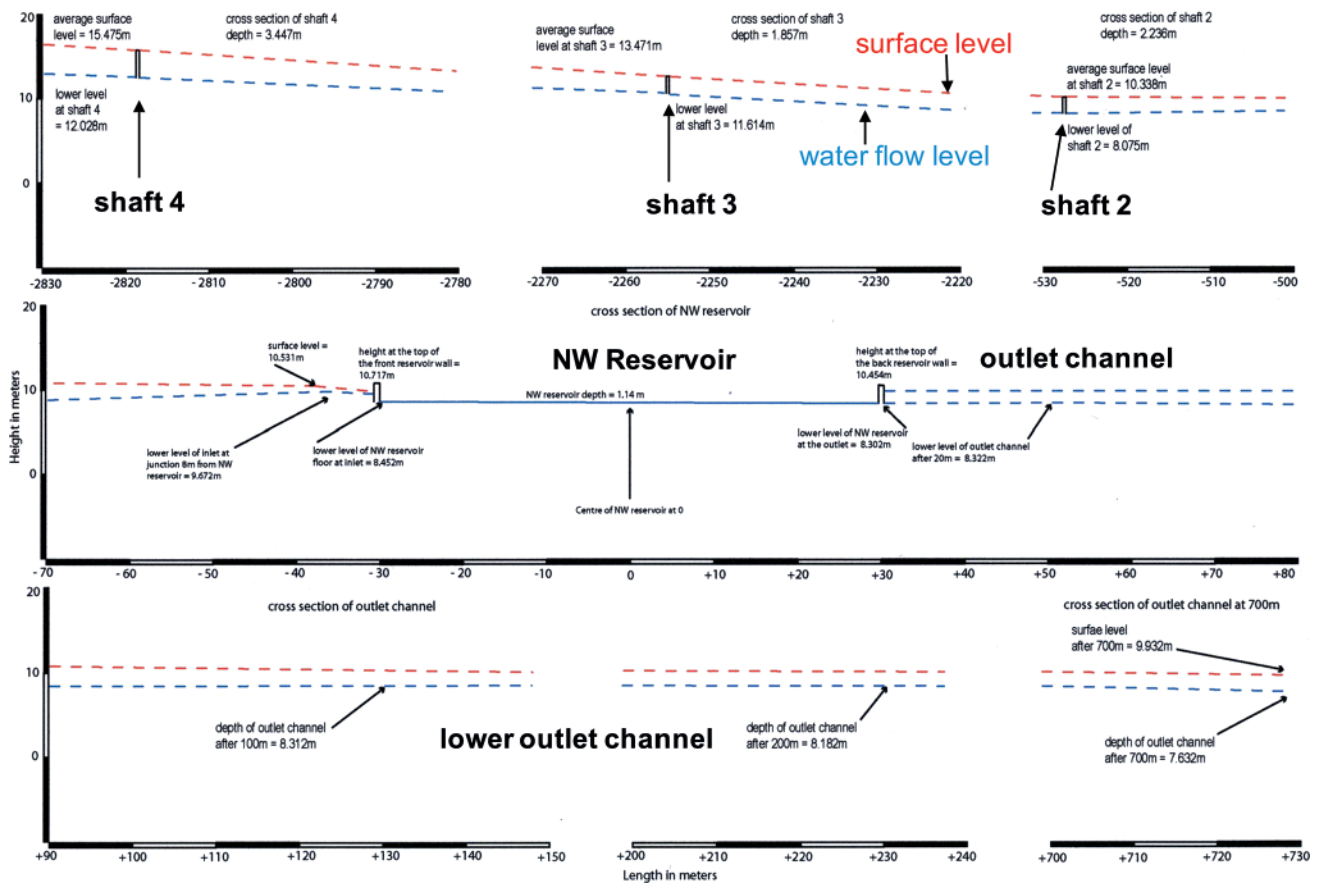 20
10
0
average surface
level = 15.475m
cross section of shaft 4
depth = 3.447m
lower level
at shaft 4
= 12.028m
shaft 4
average surface
level at shaft 3 = 13.471m
cross section of shaft 3
depth = 1.857m
surface level
lower level
at shaft 3 = 11.614m
water flow level
shaft 3
cross section of shaft 2
depth = 2.236m
average surface level
at shaft 2 = 10.338m
lower level of
shaft 2 = 8.075m
shaft 2
-2830 -2820 -2810 -2800 -2790 -2780
-2270 -2260 -2250 -2240 -2230 -2220
-530 -520 -510 -500
cross section of NW reservoir
Height in meters
20
10
0
surface level =
10.531m
height at the top of
the front reservoir wall =
10.717m
NW Reservoir
height at the top of
the back reservoir wall =
10.454m
outlet channel
NW reservoir depth = 1.14 m
lower level of inlet at
junction 8m from NW
reservoir = 9.672m
lower level of NW reservoir
floor at inlet = 8.452m
lower level of NW reservoir
at the outlet = 8.302m
lower level of outlet channel
after 20m = 8.322m
Centre of NW reservoir at 0
-70 -60 -50 -40 -30 -20 -10 0 +10 +20 +30 +40 +50 +60 +70 +80
20
10
0
cross section of outlet channel
cross section of outlet channel at 700m
surfae level
after 700m = 9.932m
depth of outlet channel
after 100m = 8.312m
lower outlet channel
depth of outlet channel
after 200m = 8.182m
depth of outlet channel
after 700m = 7.632m
+90 +100 +110 +120 +130 +140 +150
+200 +210 +220 +230 +240
+700 +710 +720 +730
Length in meters